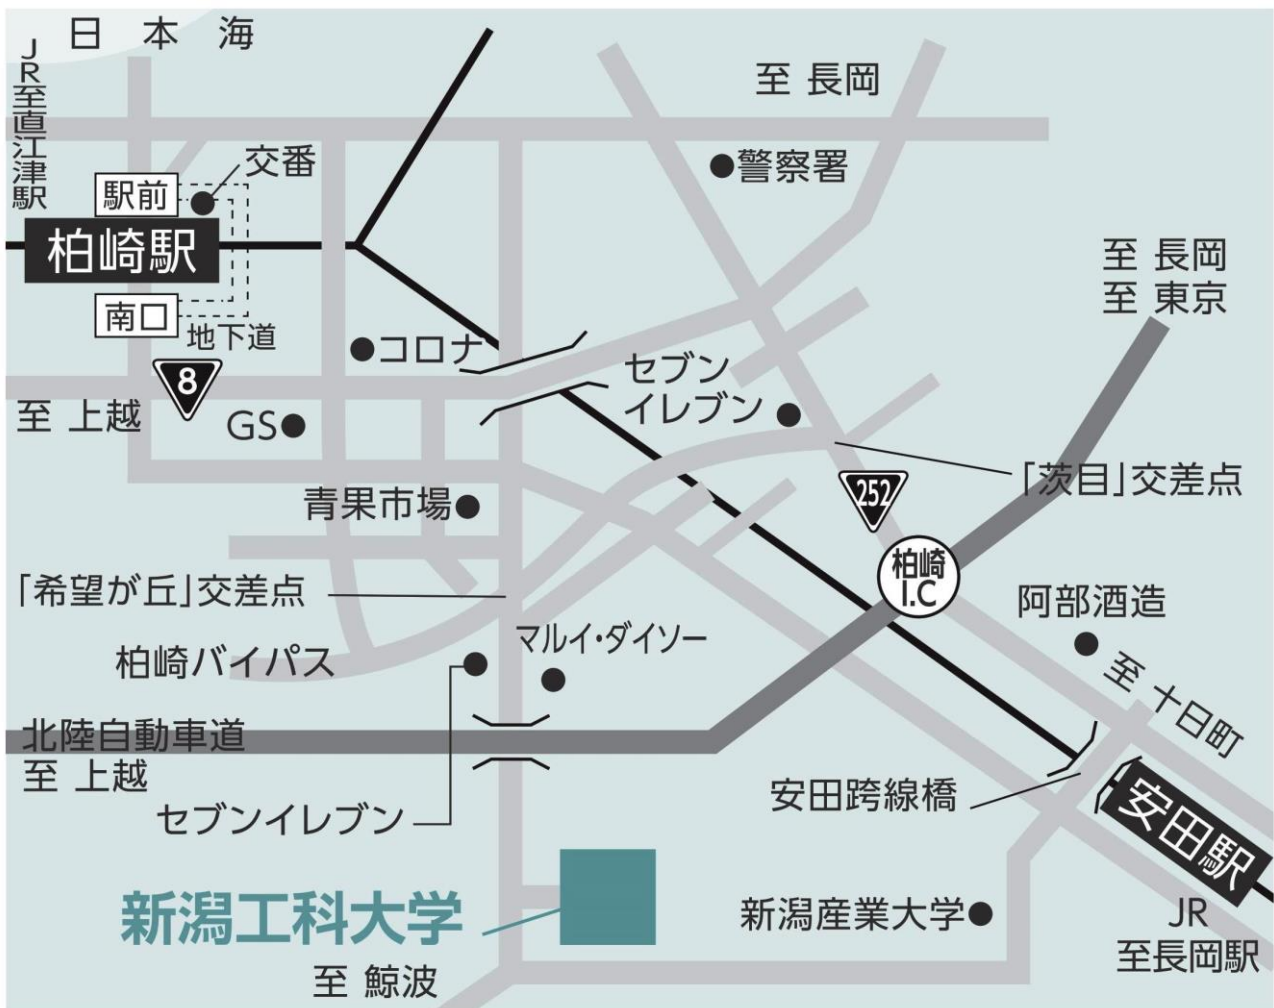 日本海
JR至直江津駅
至 長岡
交番
警察署
駅前
柏崎駅
南口
地下道
至 長岡
至 東京
コロナ
8
至 上越
GS
セブン
イレブン
252
「茨目」交差点
青果市場
柏崎
I.C
「希望が丘」交差点
阿部酒造
マルイ・ダイソー
柏崎バイパス
至 十日町
北陸自動車道
至 上越
セブンイレブン
安田跨線橋
安田駅
新潟工科大学
新潟産業大学
JR
至長岡駅
至 鯨波